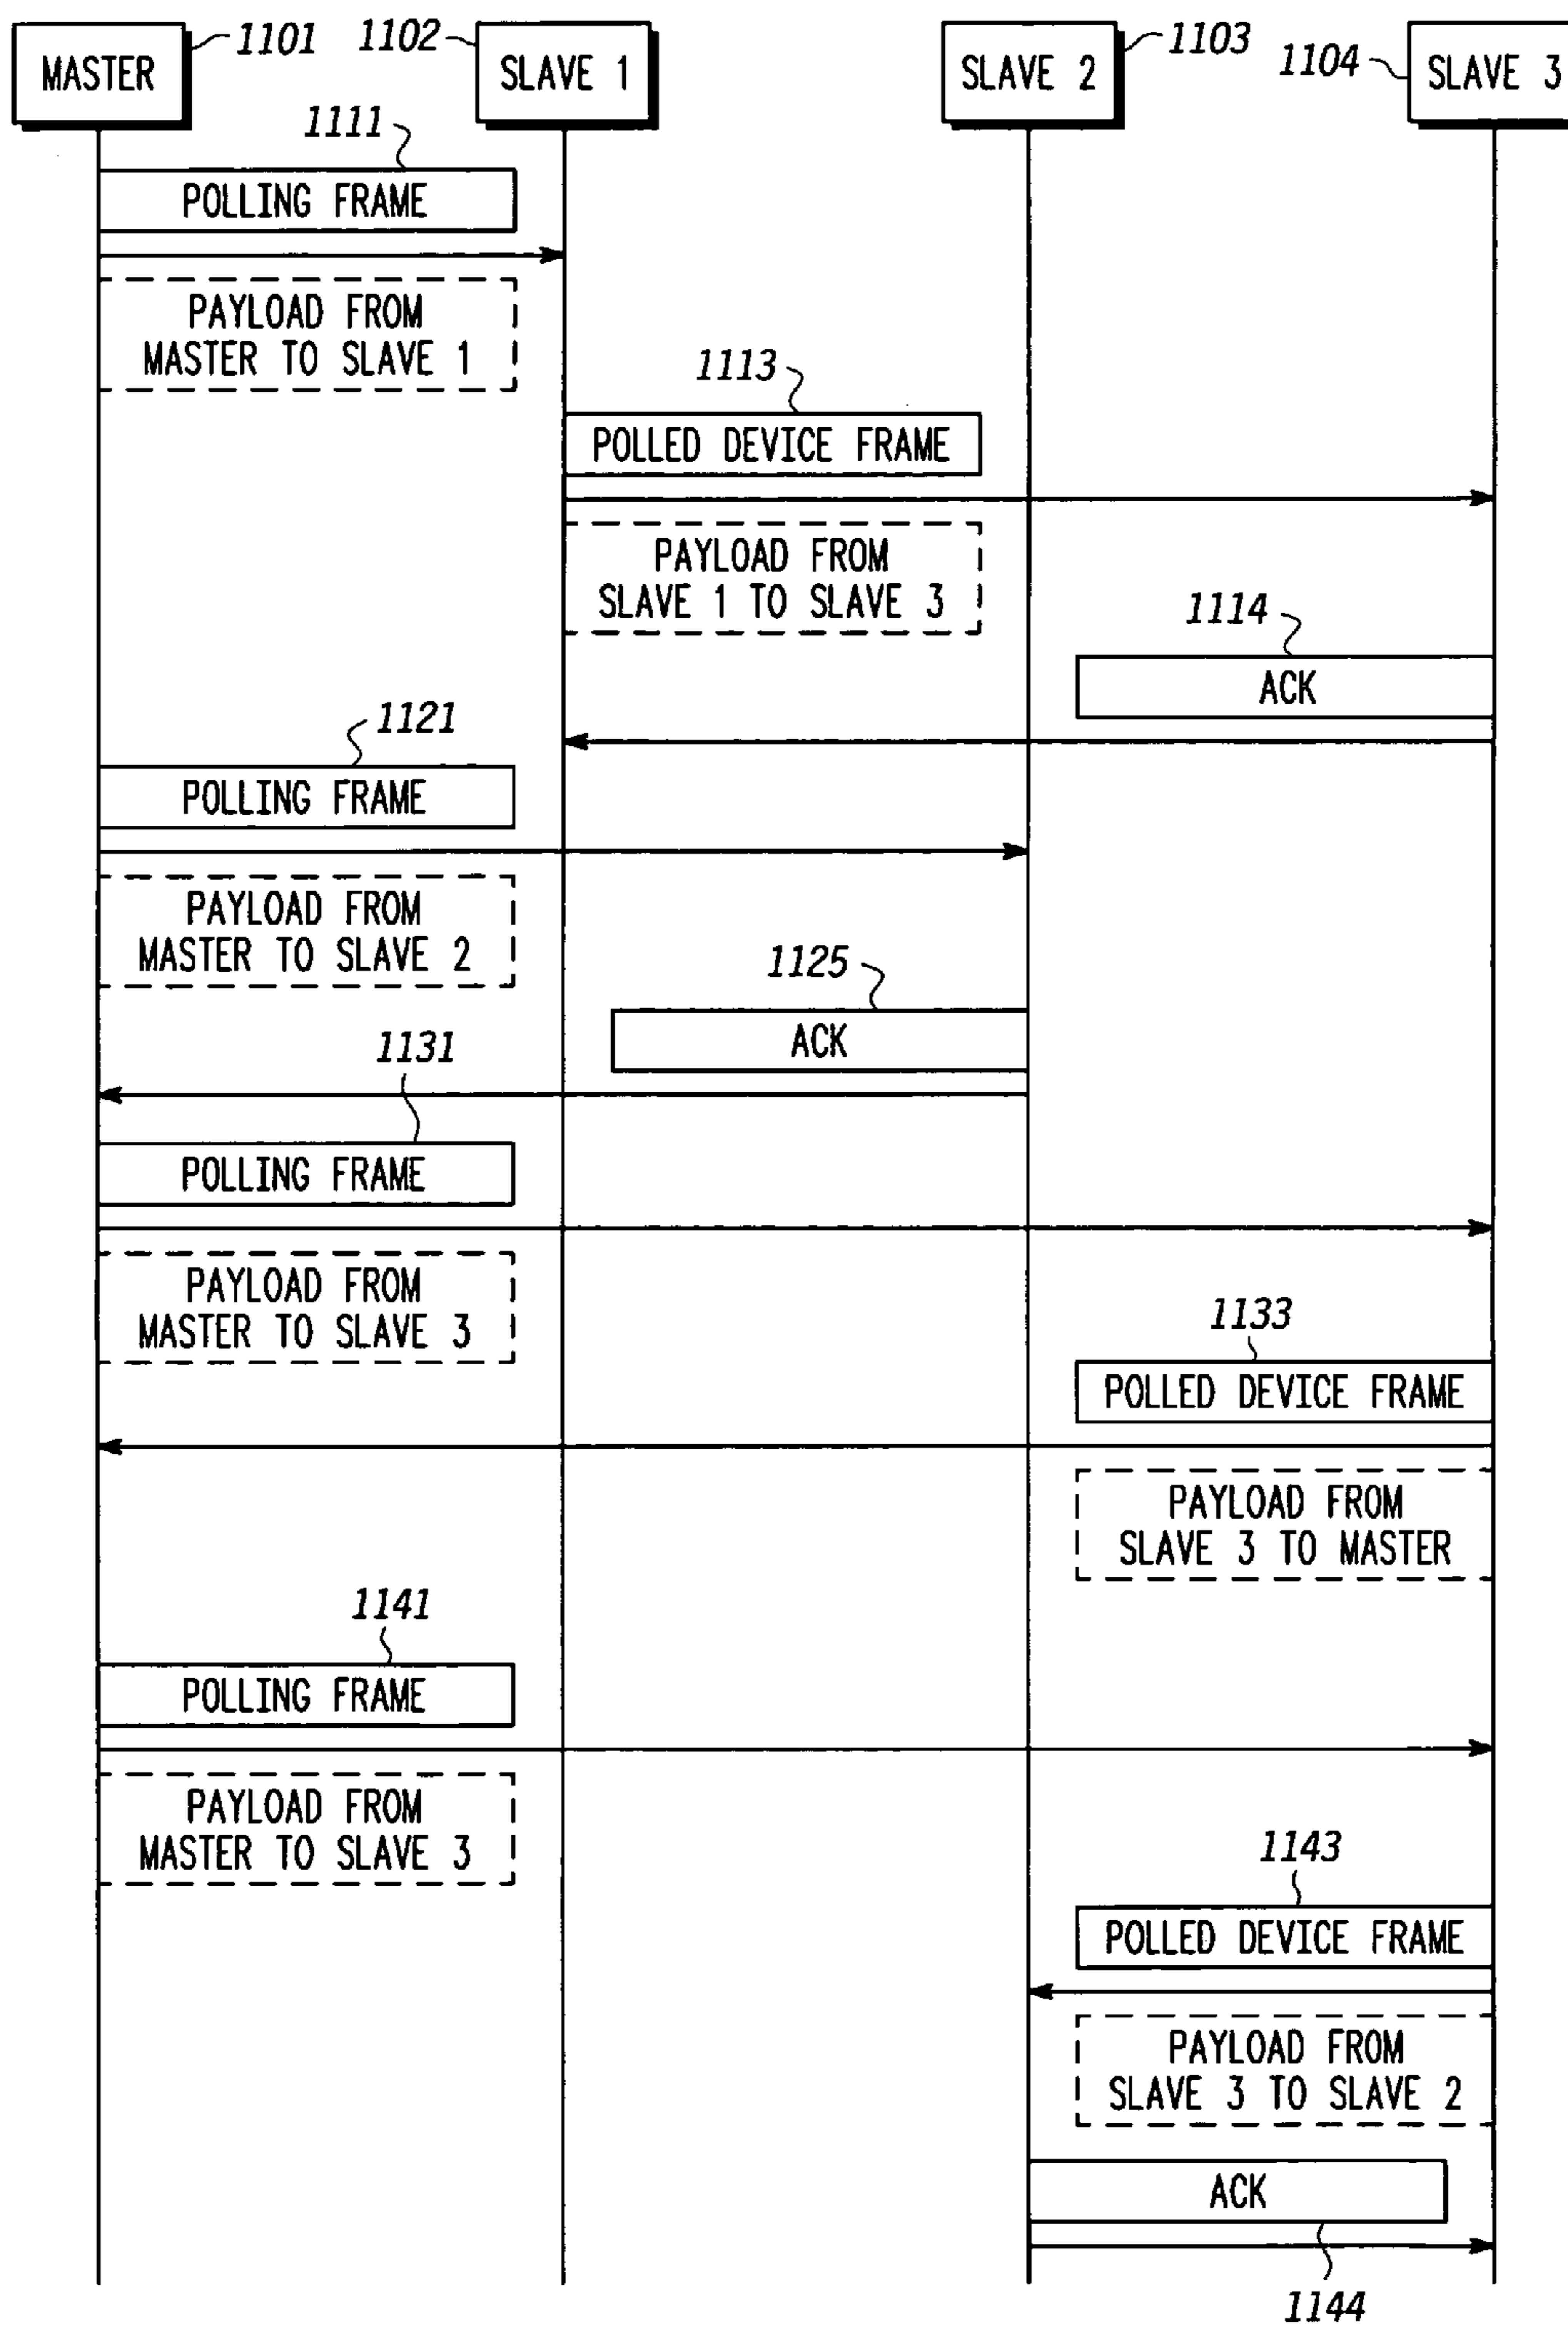 1101
1102
1103
1104
MASTER
SLAVE 1
SLAVE 2
SLAVE 3
1111
POLLING FRAME
PAYLOAD FROM
MASTER TO SLAVE 1
1113
POLLED DEVICE FRAME
PAYLOAD FROM
SLAVE 1 TO SLAVE 3
1114
ACK
1121
POLLING FRAME
PAYLOAD FROM
MASTER TO SLAVE 2
1125
ACK
1131
POLLING FRAME
PAYLOAD FROM
MASTER TO SLAVE 3
1133
POLLED DEVICE FRAME
PAYLOAD FROM
SLAVE 3 TO MASTER
1141
POLLING FRAME
PAYLOAD FROM
MASTER TO SLAVE 3
1143
POLLED DEVICE FRAME
PAYLOAD FROM
SLAVE 3 TO SLAVE 2
ACK
1144